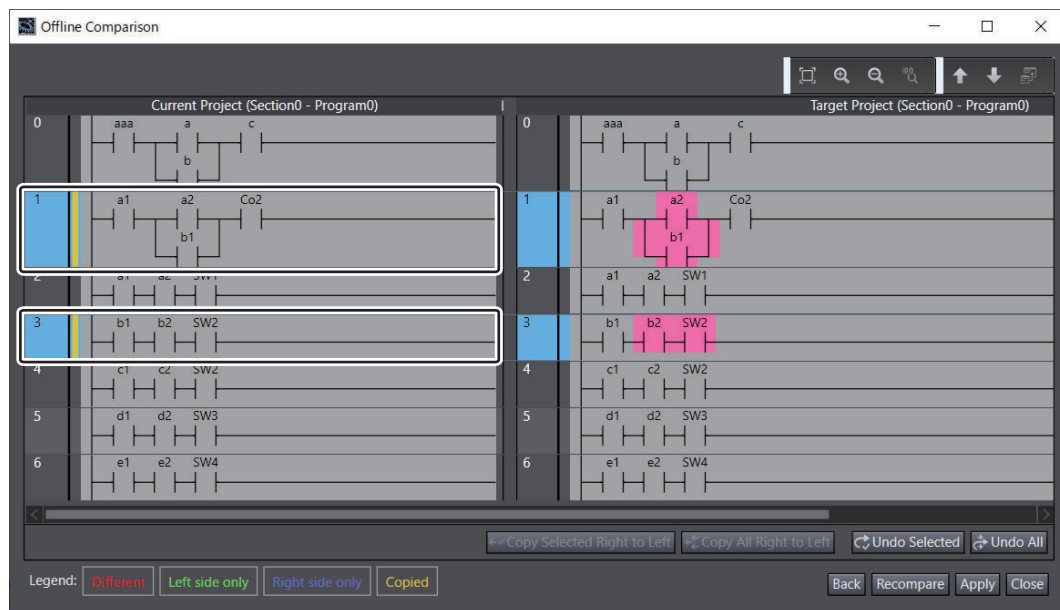 Offline Comparison
Current Project (Section0 - Program0)
Target Project (Section0 - Program0)
0 aaa a c
b
0 aaa a c
b
1 a1 a2 Co2
b1
1 a1 a2 Co2
b1
2 a1 a2 SW1
2 a1 a2 SW1
3 b1 b2 SW2
3 b1 b2 SW2
4 c1 c2 SW2
4 c1 c2 SW2
5 d1 d2 SW3
5 d1 d2 SW3
6 e1 e2 SW4
6 e1 e2 SW4
Copy Selected Right to Left Copy All Right to Left Undo Selected Undo All
Legend: Different Left side only Right side only Copied Back Recompare Apply Close